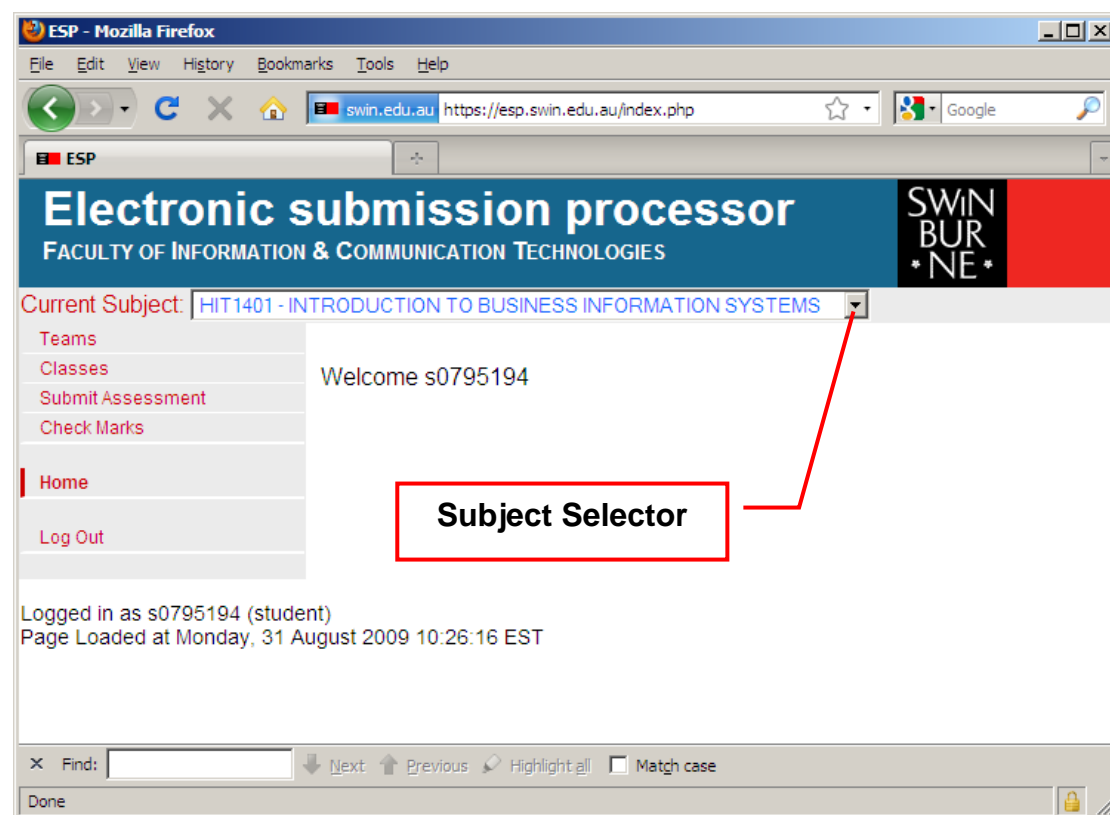 ESP - Mozilla Firefox
File Edit View History Bookmarks Tools Help
swin.edu.au https://esp.swin.edu.au/index.php Google
ESP
Electronic submission processor
FACULTY OF INFORMATION & COMMUNICATION TECHNOLOGIES
SWIN
BUR
* NE *
Current Subject: HIT1401 - INTRODUCTION TO BUSINESS INFORMATION SYSTEMS
Teams
Classes
Submit Assessment
Check Marks
Home
Log Out
Welcome s0795194
Subject Selector
Logged in as s0795194 (student)
Page Loaded at Monday, 31 August 2009 10:26:16 EST
× Find: Next Previous Highlight all Match case
Done